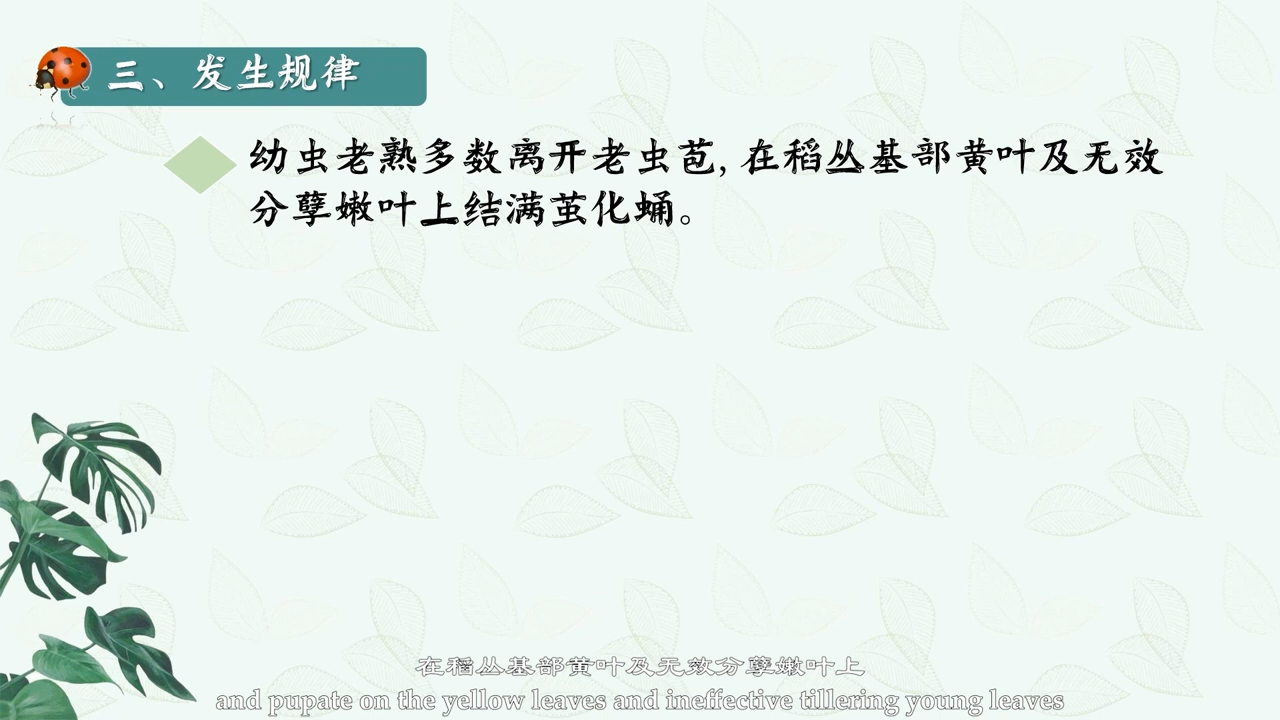 三、发生规律
幼虫老熟多数离开老虫苞,在稻丛基部黄叶及无效
分孽嫩叶上结满茧化蛹。
在稻丛基部黄叶及无效分孽嫩叶上
and pupate on the yellow leaves and ineffective tillering young leaves